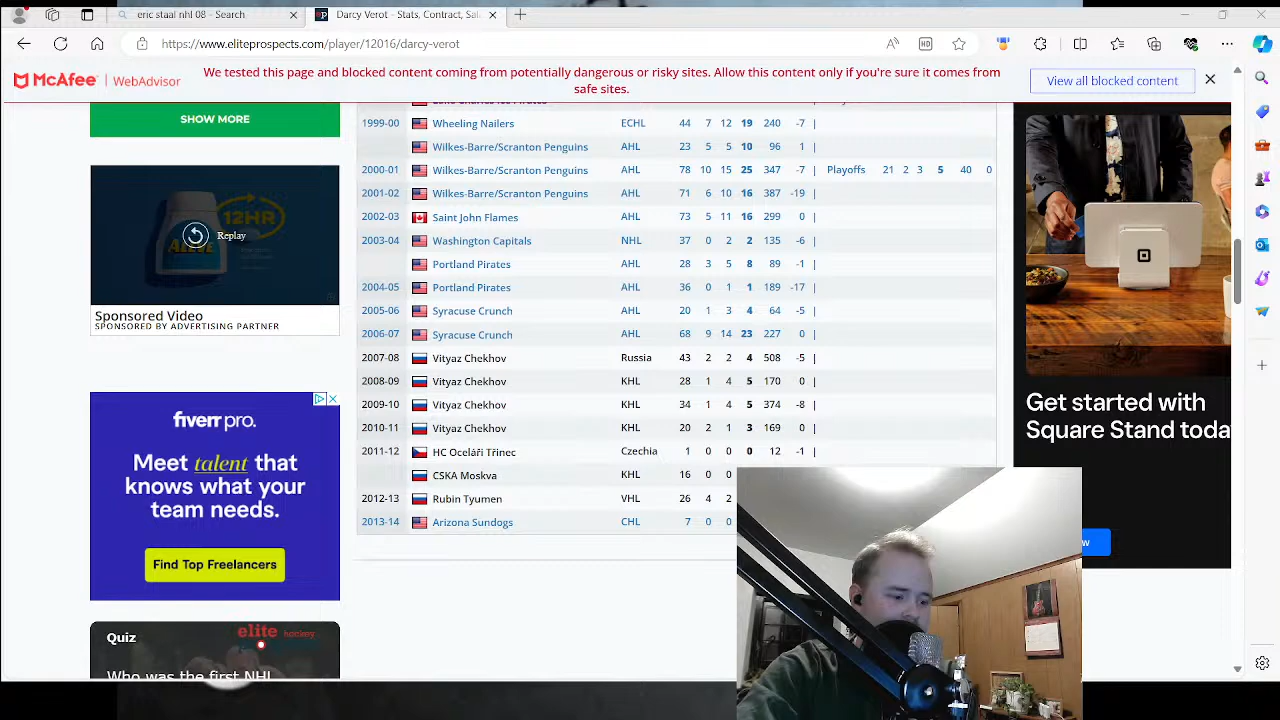 eric staal nhl 08 - Search
Darcy Verot - Stats, Contract, Sal
https://www.eliteprospects.com/player/12016/darcy-verot
McAfee | WebAdvisor
We tested this page and blocked content coming from potentially dangerous or risky sites. Allow this content only if you're sure it comes from
safe sites.
View all blocked content
SHOW MORE
1999-00 Wheeling Nailers ECHL 44 7 12 19 240 -7 |
Wilkes-Barre/Scranton Penguins AHL 23 5 5 10 96 1 |
2000-01 Wilkes-Barre/Scranton Penguins AHL 78 10 15 25 347 -7 | Playoffs 21 2 3 5 40 0
2001-02 Wilkes-Barre/Scranton Penguins AHL 71 6 10 16 387 -19 |
2002-03 Saint John Flames AHL 73 5 11 16 299 0 |
2003-04 Washington Capitals NHL 37 0 2 2 135 -6 |
Portland Pirates AHL 28 3 5 8 89 -1 |
2004-05 Portland Pirates AHL 36 0 1 1 189 -17 |
2005-06 Syracuse Crunch AHL 20 1 3 4 64 -5 |
2006-07 Syracuse Crunch AHL 68 9 14 23 227 0 |
2007-08 Vityaz Chekhov Russia 43 2 2 4 508 -5 |
2008-09 Vityaz Chekhov KHL 28 1 4 5 170 0 |
2009-10 Vityaz Chekhov KHL 34 1 4 5 374 -8 |
2010-11 Vityaz Chekhov KHL 20 2 1 3 169 0 |
2011-12 HC Oceláři Třinec Czechia 1 0 0 0 12 -1 |
CSKA Moskva KHL 16 0 0
2012-13 Rubin Tyumen VHL 26 4 2
2013-14 Arizona Sundogs CHL 7 0 0
12HR
ALEVE
Replay
Sponsored Video
SPONSORED BY ADVERTISING PARTNER
fiverr pro.
Meet talent that
knows what your
team needs.
Find Top Freelancers
Quiz
elite hockey
Who was the first NHL
Get started with
Square Stand toda